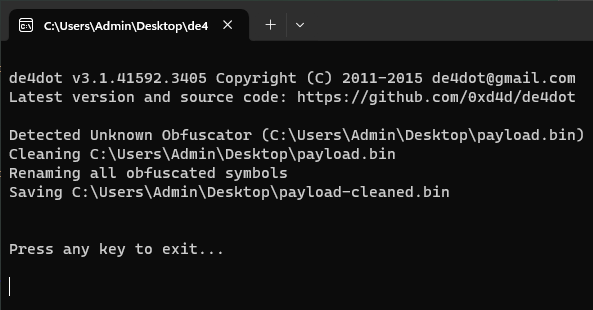 C:\Users\Admin\Desktop\de4
de4dot v3.1.41592.3405 Copyright (C) 2011-2015 de4dot@gmail.com
Latest version and source code: https://github.com/0xd4d/de4dot
Detected Unknown Obfuscator (C:\Users\Admin\Desktop\payload.bin)
Cleaning C:\Users\Admin\Desktop\payload.bin
Renaming all obfuscated symbols
Saving C:\Users\Admin\Desktop\payload-cleaned.bin
Press any key to exit...